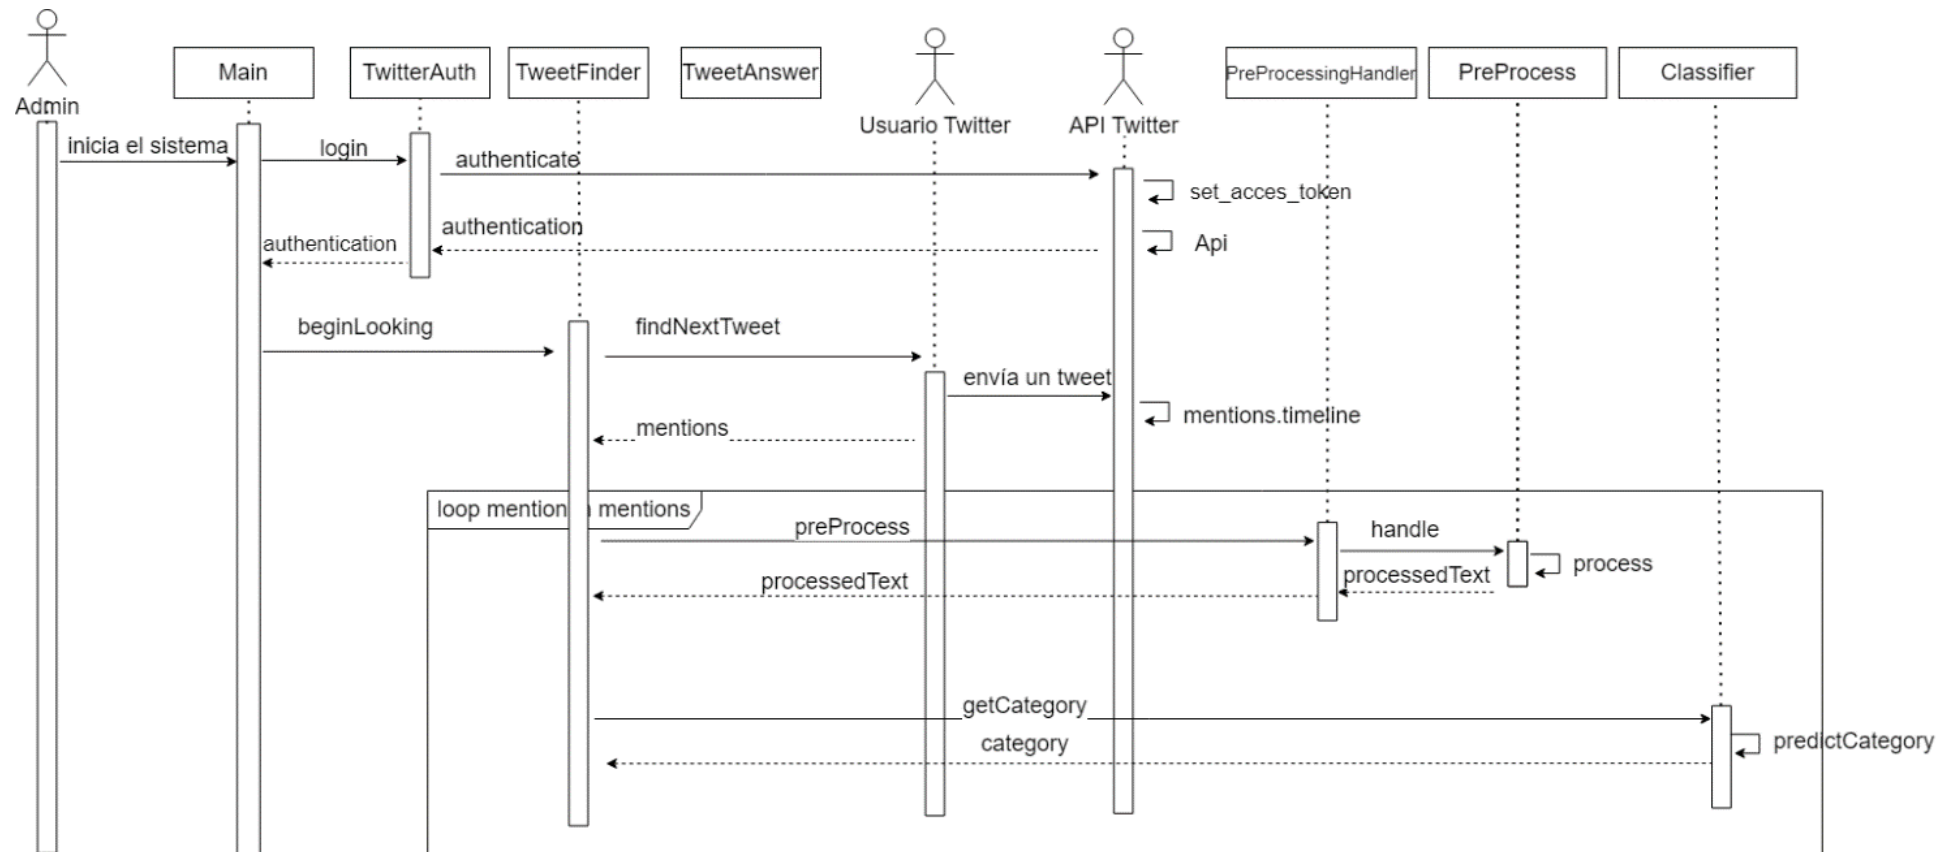 Admin
Main
TwitterAuth
TweetFinder
TweetAnswer
Usuario Twitter
API Twitter
PreProcessingHandler
PreProcess
Classifier
inicia el sistema
login
authenticate
set_acces_token
authentication
authentication
Api
beginLooking
findNextTweet
envía un tweet
mentions.timeline
mentions
loop mention mentions
preProcess
handle
process
processedText
processedText
getCategory
category
predictCategory